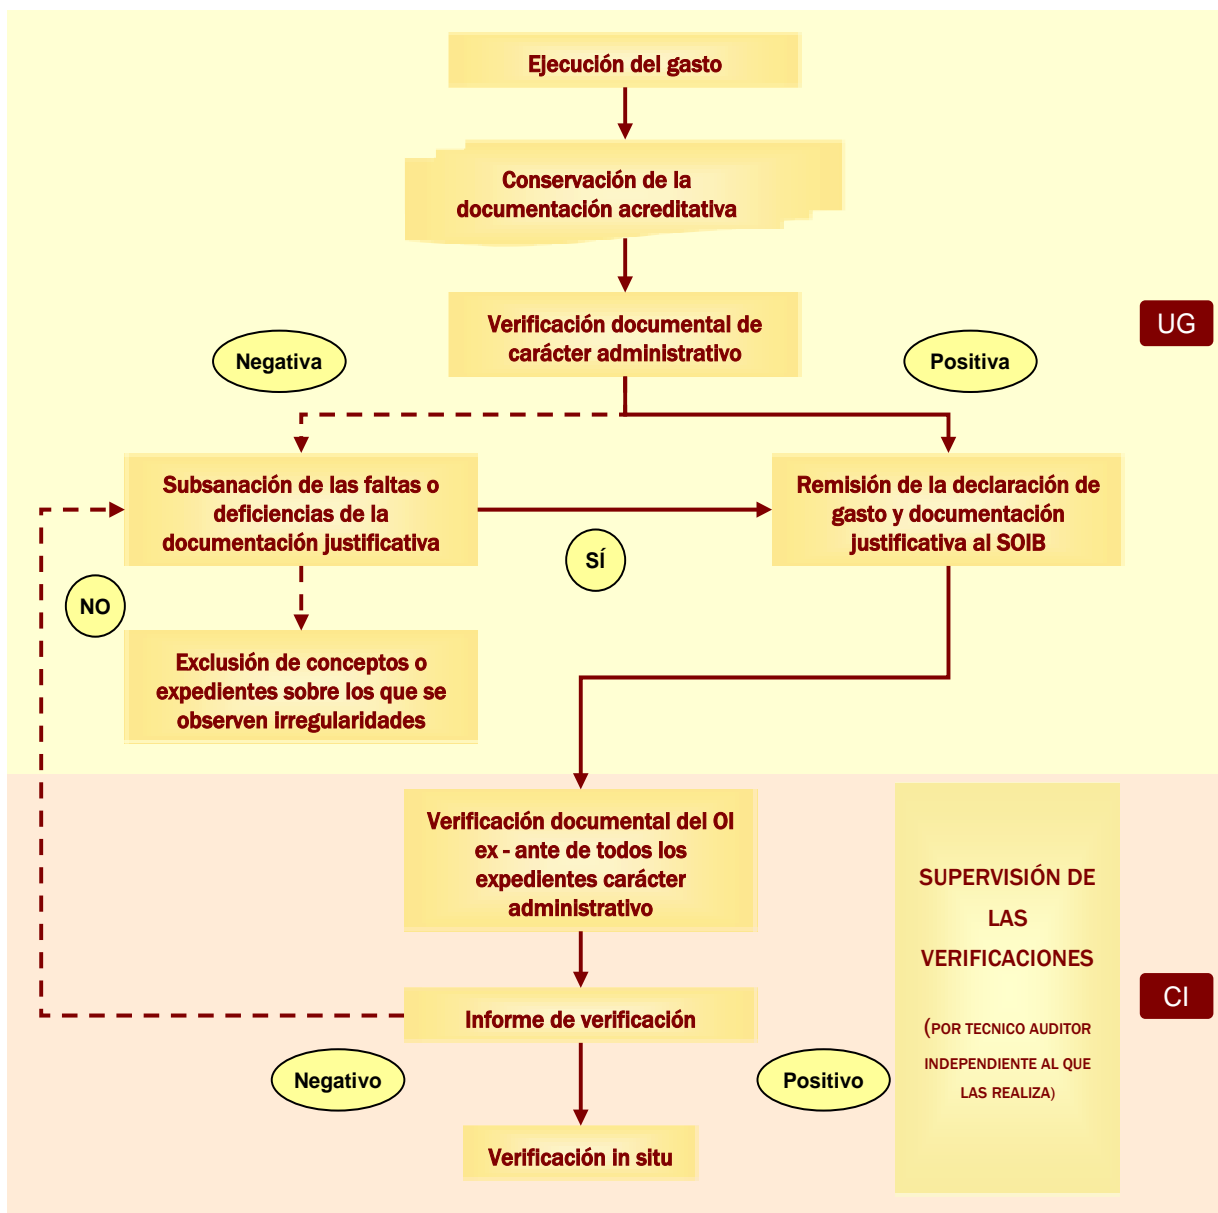 Ejecución del gasto
Conservación de la
documentación acreditativa
Verificación documental de
carácter administrativo
UG
Negativa
Positiva
Subsanación de las faltas o
deficiencias de la
documentación justificativa
Remisión de la declaración de
gasto y documentación
justificativa al SOIB
SÍ
NO
Exclusión de conceptos o
expedientes sobre los que se
observen irregularidades
Verificación documental del OI
ex - ante de todos los
expedientes carácter
administrativo
SUPERVISIÓN DE
LAS
VERIFICACIONES
(POR TECNICO AUDITOR
INDEPENDIENTE AL QUE
LAS REALIZA)
CI
Informe de verificación
Negativo
Positivo
Verificación in situ